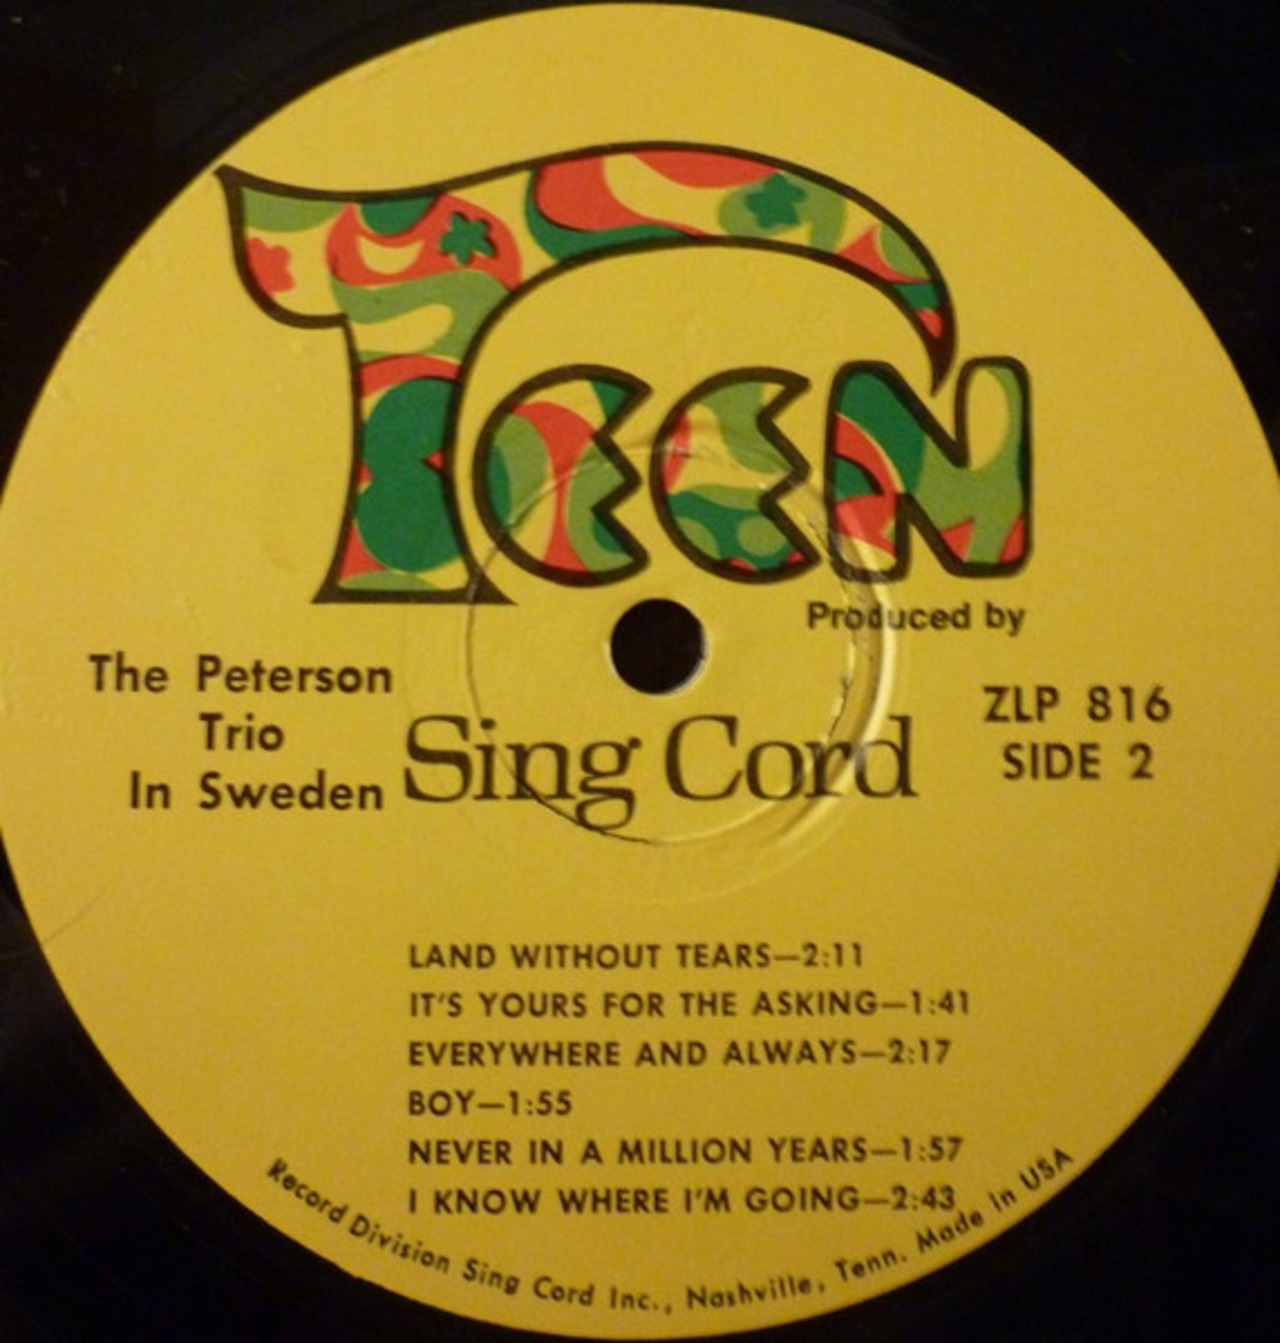 TEEN
Produced by
The Peterson
Trio
In Sweden
Sing Cord
ZLP 816
SIDE 2
LAND WITHOUT TEARS—2:11
IT'S YOURS FOR THE ASKING—1:41
EVERYWHERE AND ALWAYS—2:17
BOY—1:55
NEVER IN A MILLION YEARS—1:57
I KNOW WHERE I'M GOING—2:43
Record Division Sing Cord Inc., Nashville, Tenn. Made in USA